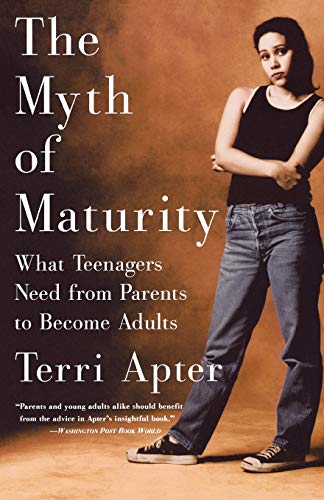 The
Myth
of
Maturity
What Teenagers
Need from Parents
to Become Adults
Terri Apter
“Parents and young adults alike should benefit
from the advice in Apter's insightful book.”
—WASHINGTON POST BOOK WORLD